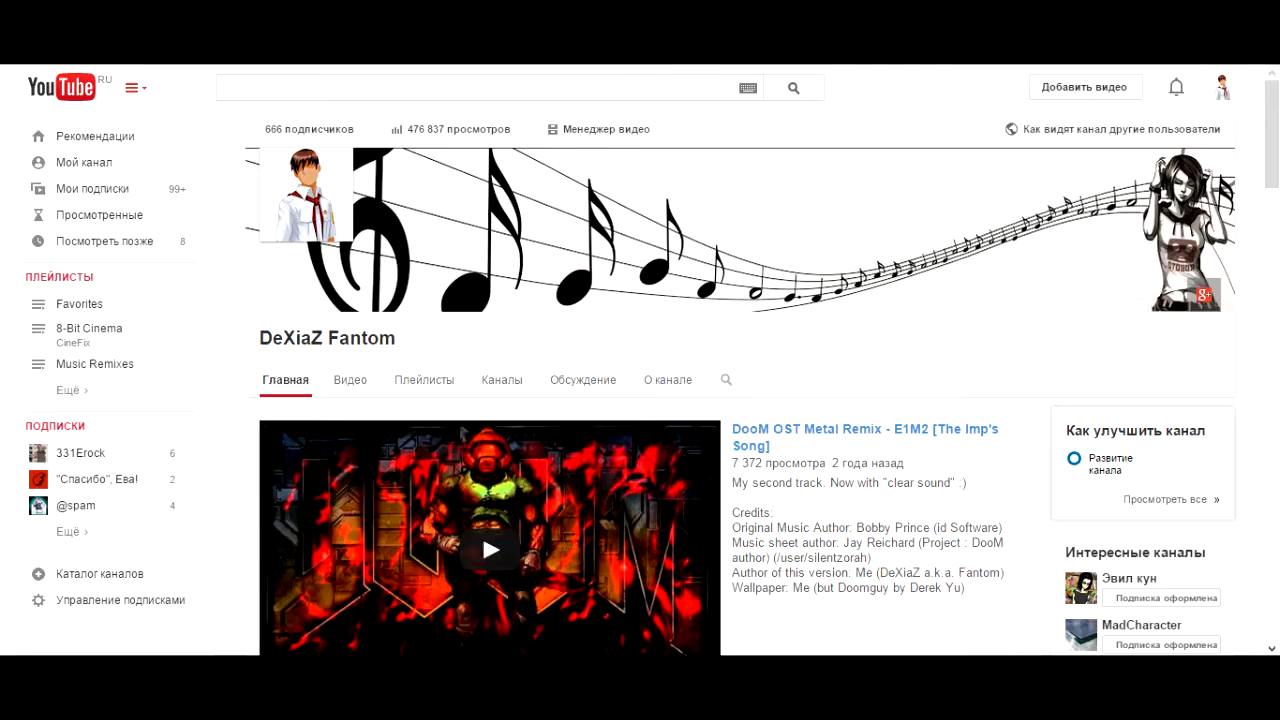 YouTube RU
Добавить видео
Рекомендации
Мой канал
Мои подписки 99+
Просмотренные
Посмотреть позже 8
ПЛЕЙЛИСТЫ
Favorites
8-Bit Cinema
CineFix
Music Remixes
Ещё ›
ПОДПИСКИ
331Erock 6
"Спасибо", Ева! 2
@spam 4
Ещё ›
Каталог каналов
Управление подписками
666 подписчиков 476 837 просмотров Менеджер видео Как видят канал другие пользователи
g+
DeXiaZ Fantom
Главная Видео Плейлисты Каналы Обсуждение О канале
DooM OST Metal Remix - E1M2 [The Imp's
Song]
7 372 просмотра 2 года назад
My second track. Now with "clear sound" :)
Credits:
Original Music Author: Bobby Prince (id Software)
Music sheet author: Jay Reichard (Project : DooM
author) (/user/silentzorah)
Author of this version: Me (DeXiaZ a.k.a. Fantom)
Wallpaper: Me (but Doomguy by Derek Yu)
Как улучшить канал
Развитие
канала
Просмотреть все »
Интересные каналы
Эвил кун
Подписка оформлена
MadCharacter
Подписка оформлена